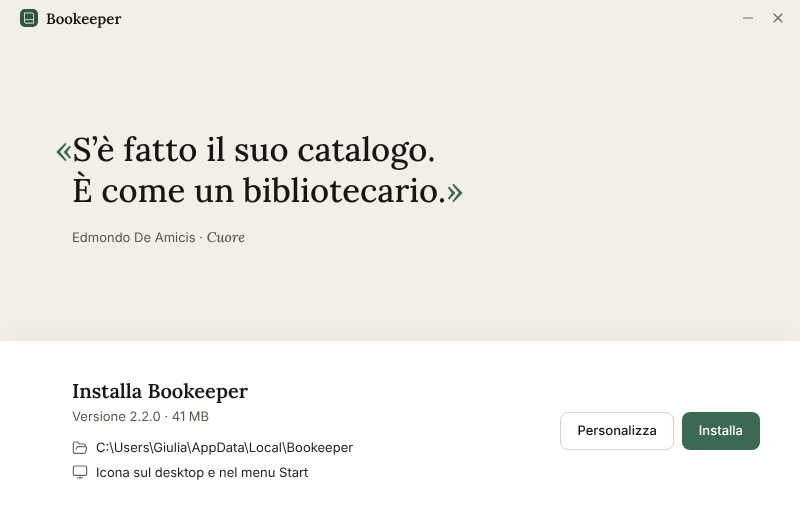 Bookeeper
«S’è fatto il suo catalogo.
È come un bibliotecario.»
Edmondo De Amicis · Cuore
Installa Bookeeper
Versione 2.2.0 · 41 MB
C:\Users\Giulia\AppData\Local\Bookeeper
Icona sul desktop e nel menu Start
Personalizza
Installa